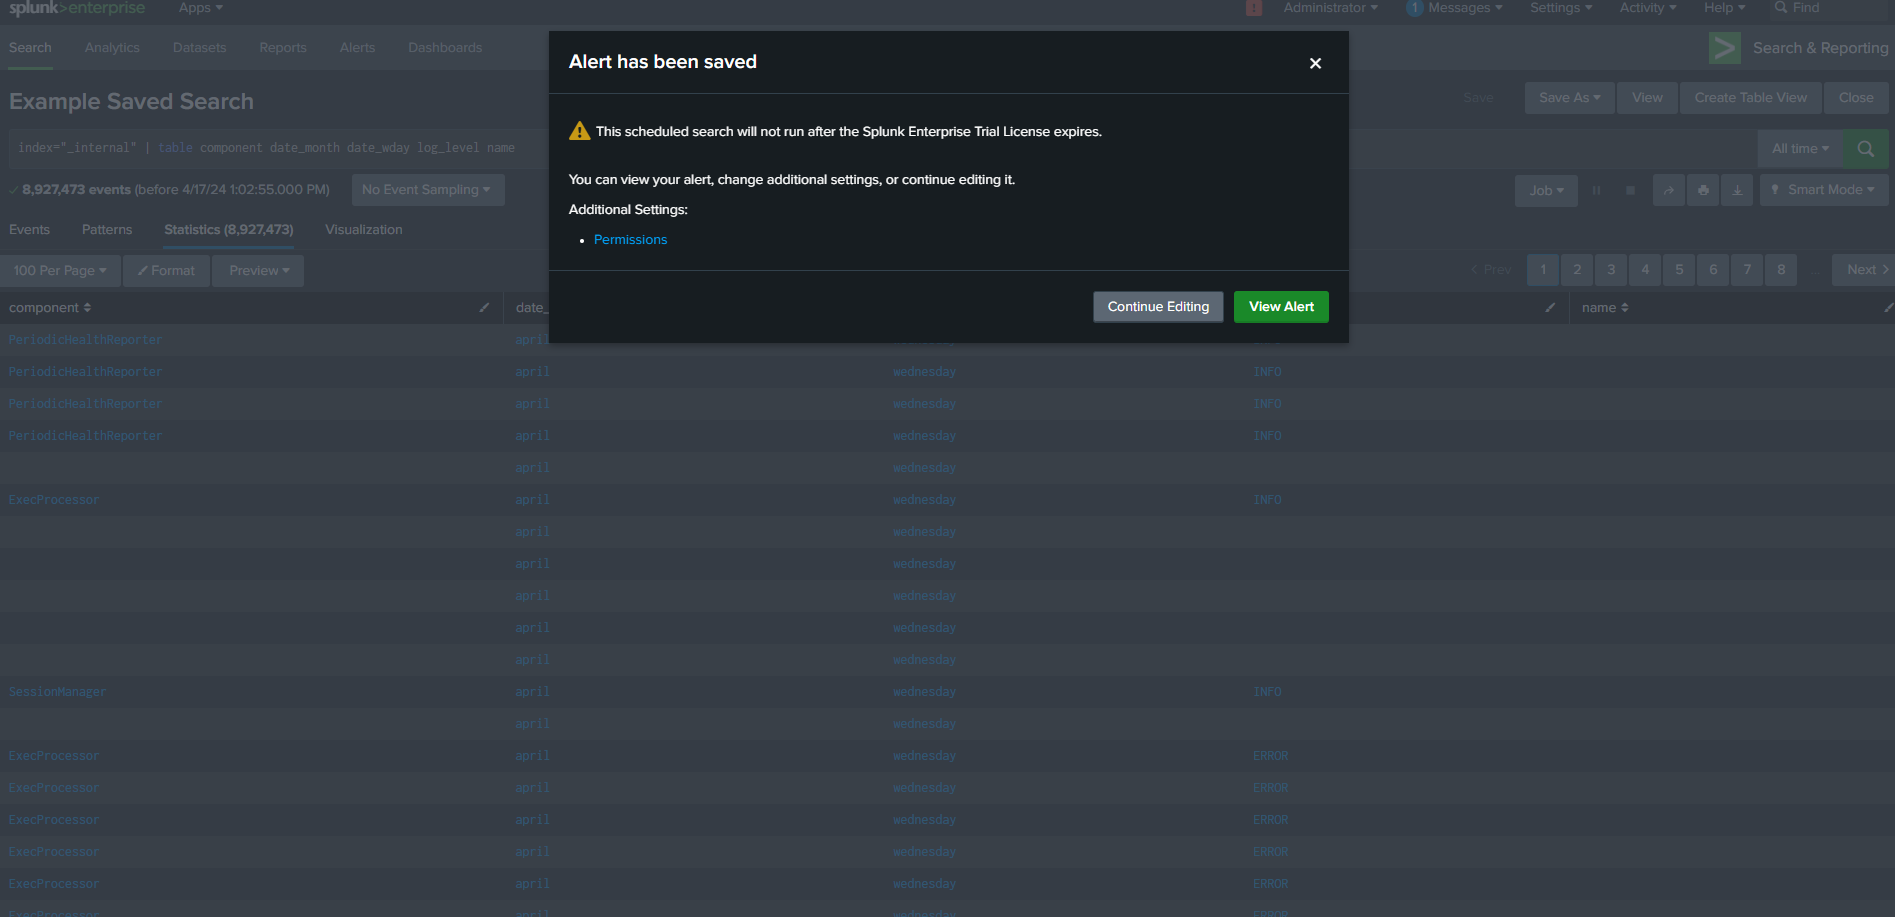 splunk>enterprise Apps Administrator 1 Messages Settings Activity Help Find
Search Analytics Datasets Reports Alerts Dashboards Search & Reporting
Alert has been saved
Example Saved Search
Save Save As View Create Table View Close
This scheduled search will not run after the Splunk Enterprise Trial License expires.
index="_internal" | table component date_month date_wday log_level name
All time
You can view your alert, change additional settings, or continue editing it.
8,927,473 events (before 4/17/24 1:02:55.000 PM) No Event Sampling
Job Smart Mode
Additional Settings:
Events Patterns Statistics (8,927,473) Visualization
• Permissions
100 Per Page Format Preview
< Prev 1 2 3 4 5 6 7 8 ... Next >
Continue Editing View Alert
component date_ name
PeriodicHealthReporter april
PeriodicHealthReporter april wednesday INFO
PeriodicHealthReporter april wednesday INFO
PeriodicHealthReporter april wednesday INFO
april wednesday
ExecProcessor april wednesday INFO
april wednesday
april wednesday
april wednesday
april wednesday
april wednesday
SessionManager april wednesday INFO
april wednesday
ExecProcessor april wednesday ERROR
ExecProcessor april wednesday ERROR
ExecProcessor april wednesday ERROR
ExecProcessor april wednesday ERROR
ExecProcessor april wednesday ERROR
ExecProcessor april wednesday ERROR